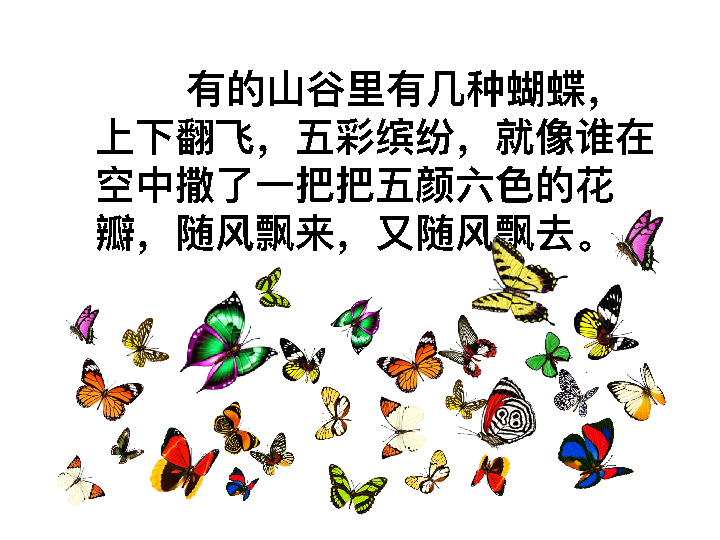 有的山谷里有几种蝴蝶，
上下翻飞，五彩缤纷，就像谁在
空中撒了一把把五颜六色的花
瓣，随风飘来，又随风飘去。